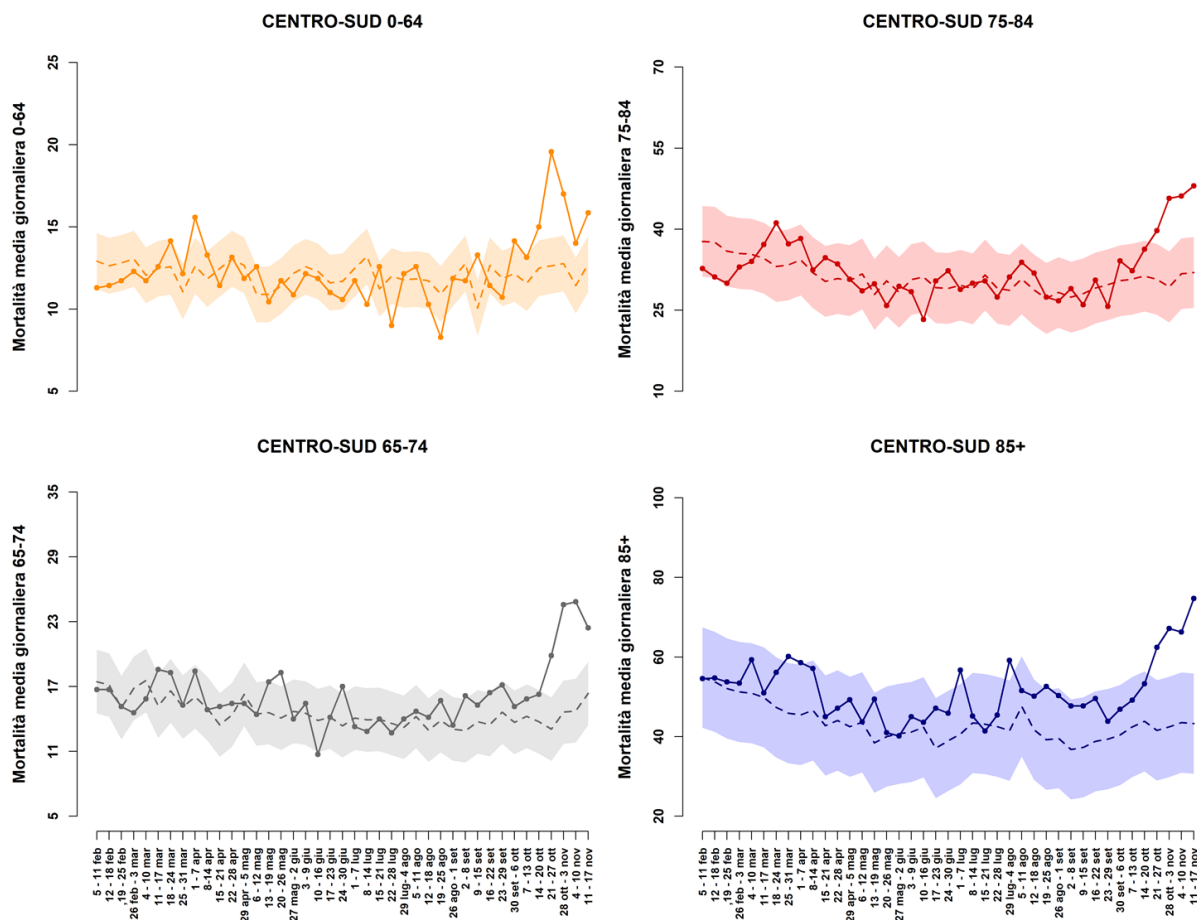 CENTRO-SUD 0-64
Mortalità media giornaliera 0-64
25
20
15
10
5
CENTRO-SUD 75-84
Mortalità media giornaliera 75-84
70
55
40
25
10
CENTRO-SUD 65-74
Mortalità media giornaliera 65-74
35
29
23
17
11
5
5 - 11 feb
12 - 18 feb
19 - 25 feb
26 feb - 3 mar
4 - 10 mar
11 - 17 mar
18 - 24 mar
25 - 31 mar
1 - 7 apr
8-14 apr
15 - 21 apr
22 - 28 apr
29 apr - 5 mag
6 - 12 mag
13 - 19 mag
20 - 26 mag
27 mag - 2 giu
3 - 9 giu
10 - 16 giu
17 - 23 giu
24 - 30 giu
1 - 7 lug
8 - 14 lug
15 - 21 lug
22 - 28 lug
29 lug- 4 ago
5 - 11 ago
12 - 18 ago
19 - 25 ago
26 ago - 1 set
2 - 8 set
9 - 15 set
16 - 22 set
23 - 29 set
30 set - 6 ott
7 - 13 ott
14 - 20 ott
21 - 27 ott
28 ott - 3 nov
4 - 10 nov
11 - 17 nov
CENTRO-SUD 85+
Mortalità media giornaliera 85+
100
80
60
40
20
5 - 11 feb
12 - 18 feb
19 - 25 feb
26 feb - 3 mar
4 - 10 mar
11 - 17 mar
18 - 24 mar
25 - 31 mar
1 - 7 apr
8-14 apr
15 - 21 apr
22 - 28 apr
29 apr - 5 mag
6 - 12 mag
13 - 19 mag
20 - 26 mag
27 mag - 2 giu
3 - 9 giu
10 - 16 giu
17 - 23 giu
24 - 30 giu
1 - 7 lug
8 - 14 lug
15 - 21 lug
22 - 28 lug
29 lug- 4 ago
5 - 11 ago
12 - 18 ago
19 - 25 ago
26 ago - 1 set
2 - 8 set
9 - 15 set
16 - 22 set
23 - 29 set
30 set - 6 ott
7 - 13 ott
14 - 20 ott
21 - 27 ott
28 ott - 3 nov
4 - 10 nov
11 - 17 nov